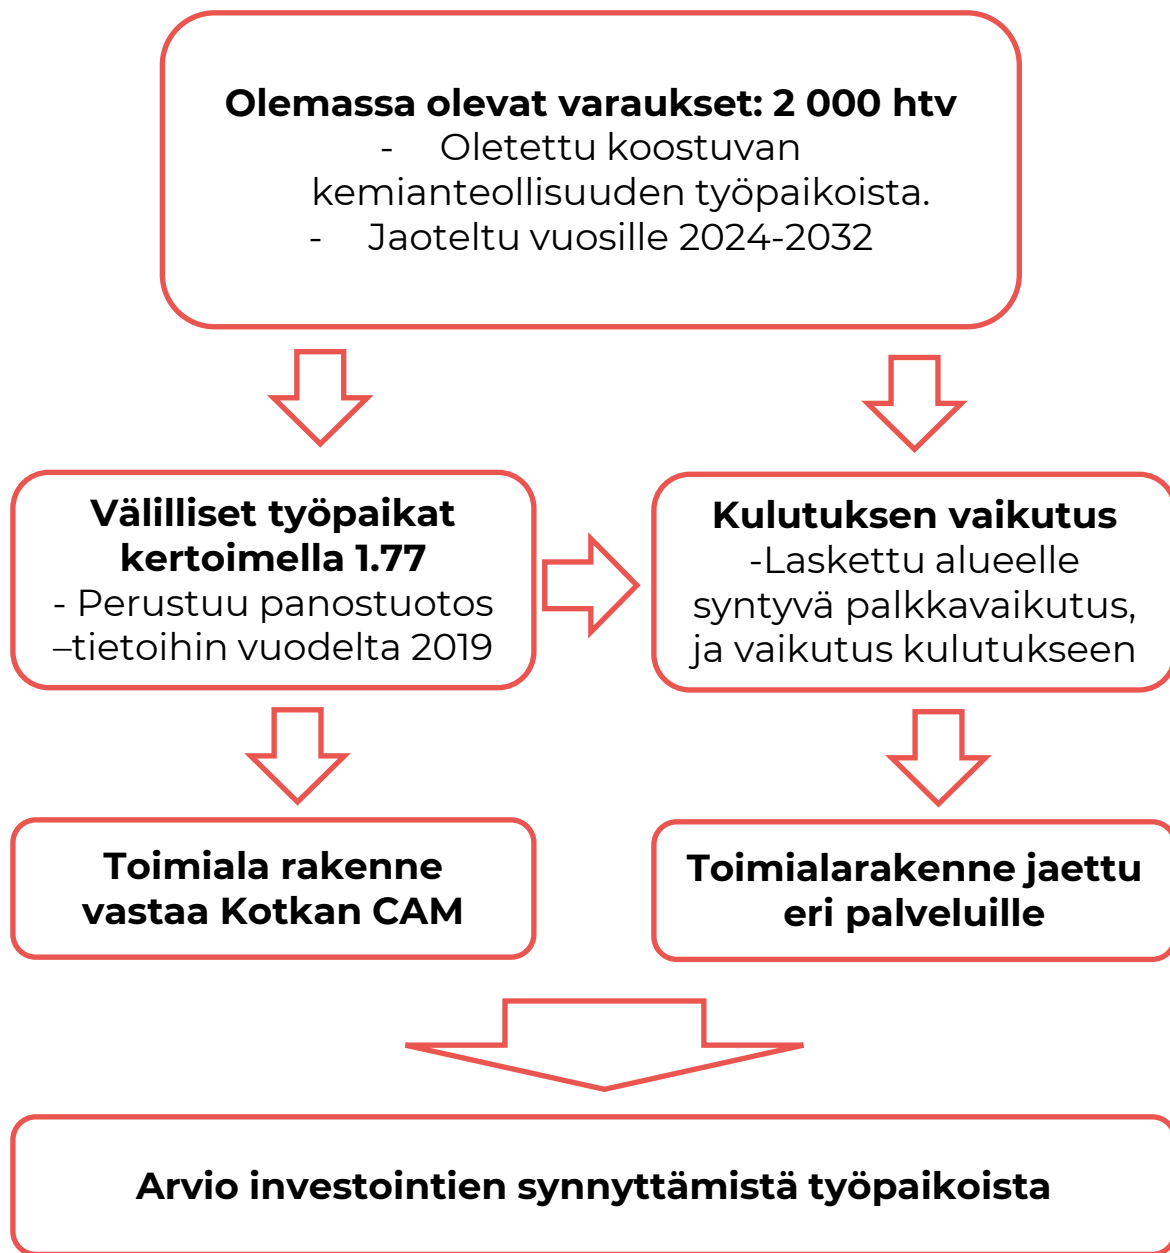 Olemassa olevat varaukset: 2 000 htv
- Oletettu koostuvan
kemianteollisuuden työpaikoista.
- Jaoteltu vuosille 2024-2032
Välilliset työpaikat
kertoimella 1.77
- Perustuu panostuotos
–tietoihin vuodelta 2019
Kulutuksen vaikutus
-Laskettu alueelle
syntyvä palkkavaikutus,
ja vaikutus kulutukseen
Toimiala rakenne
vastaa Kotkan CAM
Toimialarakenne jaettu
eri palveluille
Arvio investointien synnyttämistä työpaikoista